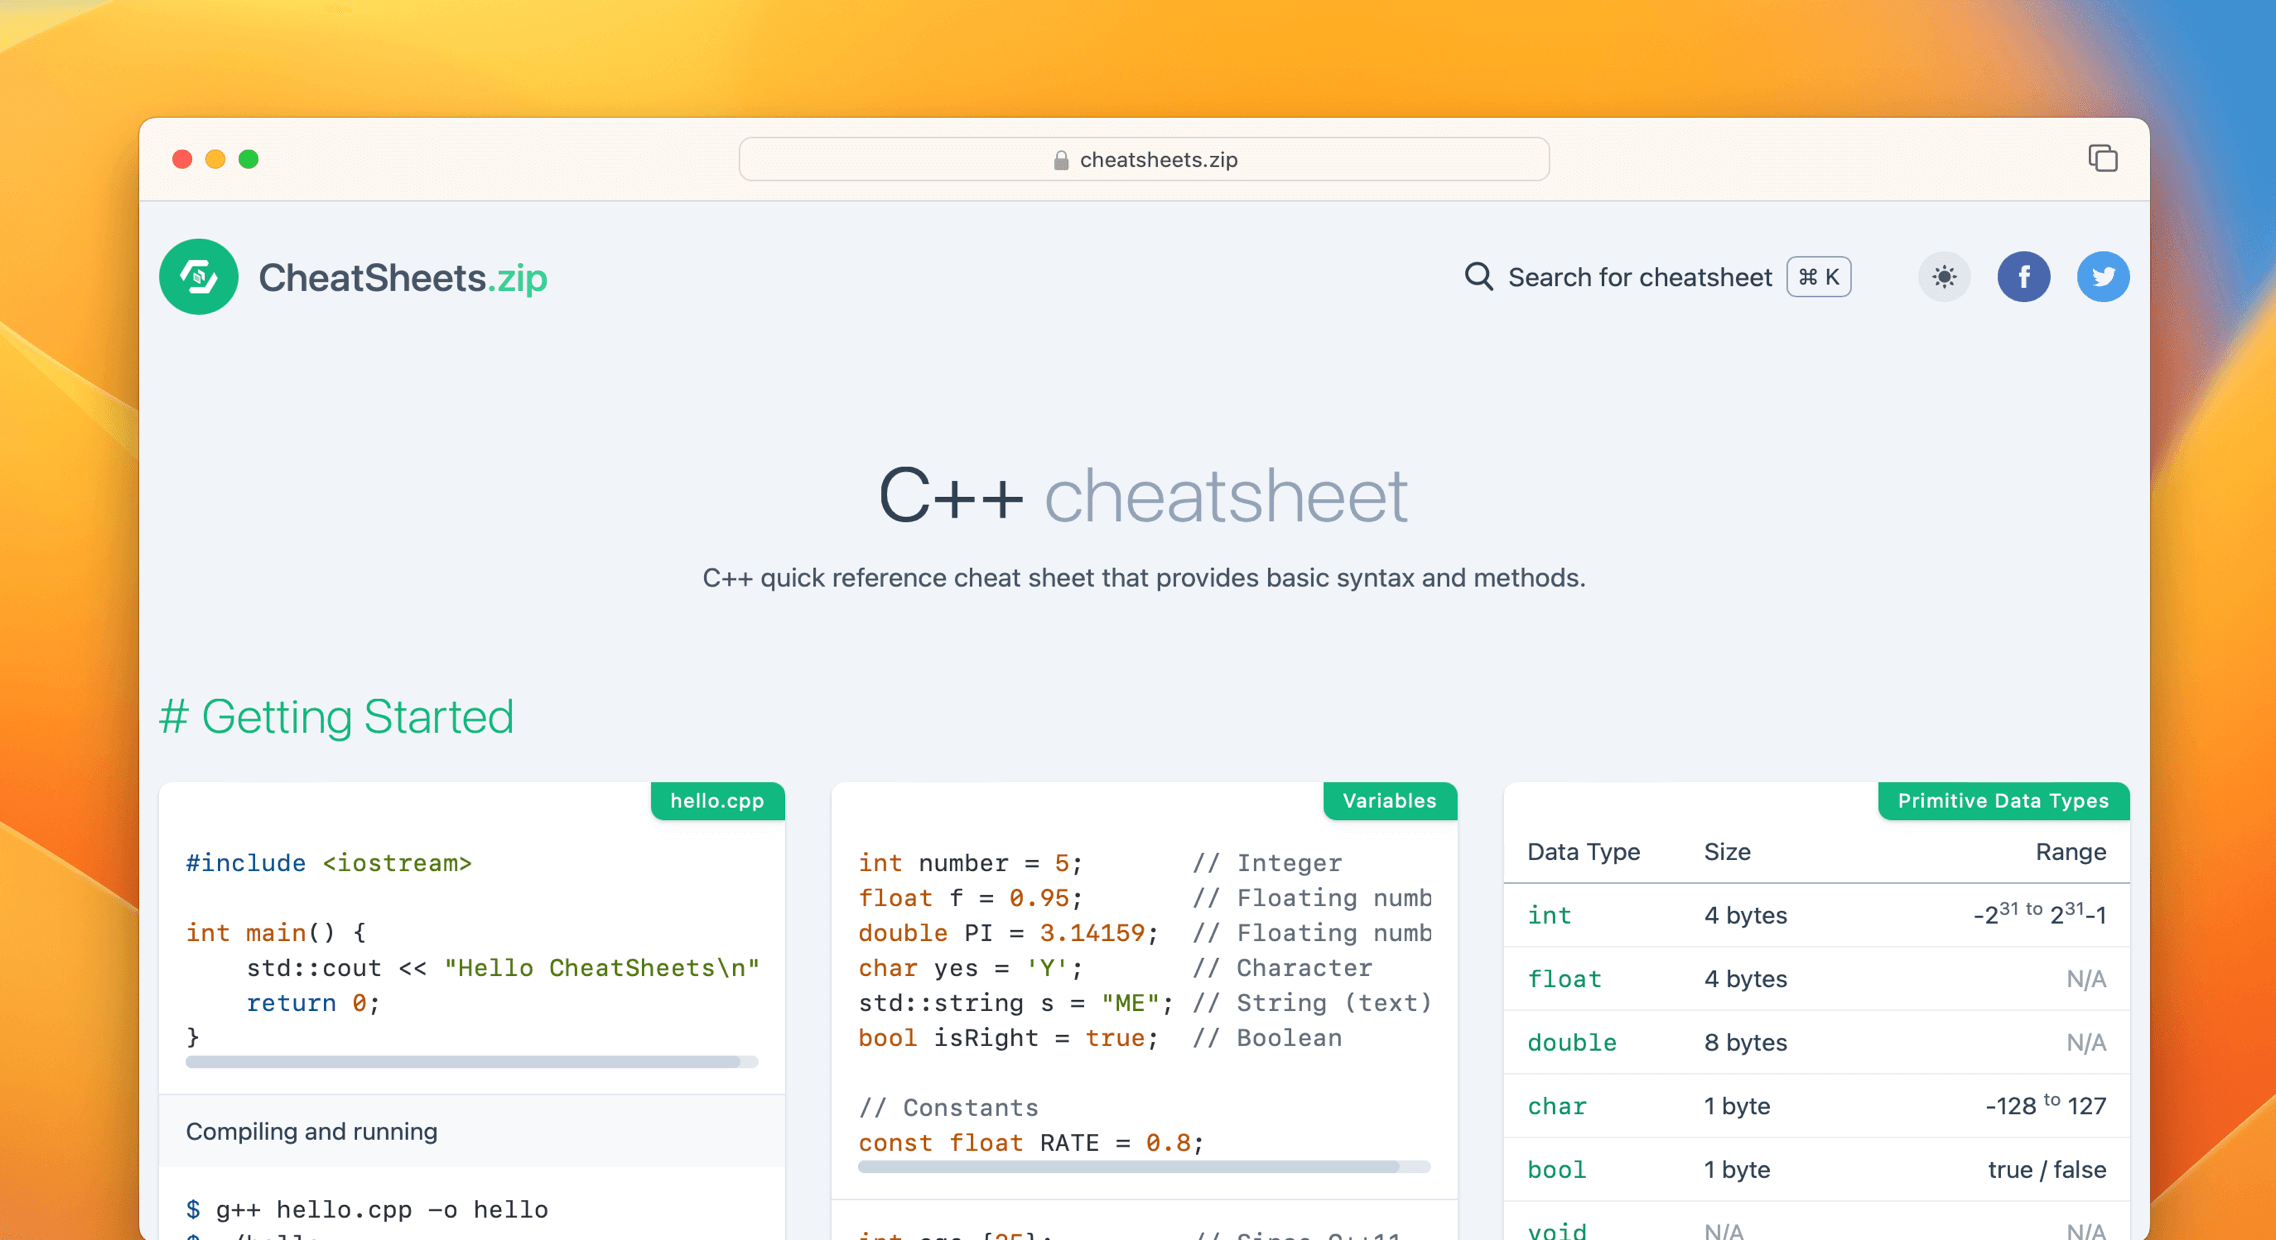 cheatsheets.zip
CheatSheets.zip
Search for cheatsheet ⌘ K
C++ cheatsheet
C++ quick reference cheat sheet that provides basic syntax and methods.
# Getting Started
hello.cpp
#include <iostream>
int main() {
    std::cout << "Hello CheatSheets\n"
    return 0;
}
Compiling and running
$ g++ hello.cpp -o hello
Variables
int number = 5;       // Integer
float f = 0.95;       // Floating numb
double PI = 3.14159;  // Floating numb
char yes = 'Y';       // Character
std::string s = "ME"; // String (text)
bool isRight = true;  // Boolean
// Constants
const float RATE = 0.8;
int age {25};         // Since C++11
Primitive Data Types
Data Type Size Range
int 4 bytes -2^31 to 2^31-1
float 4 bytes N/A
double 8 bytes N/A
char 1 byte -128 to 127
bool 1 byte true / false
void N/A N/A